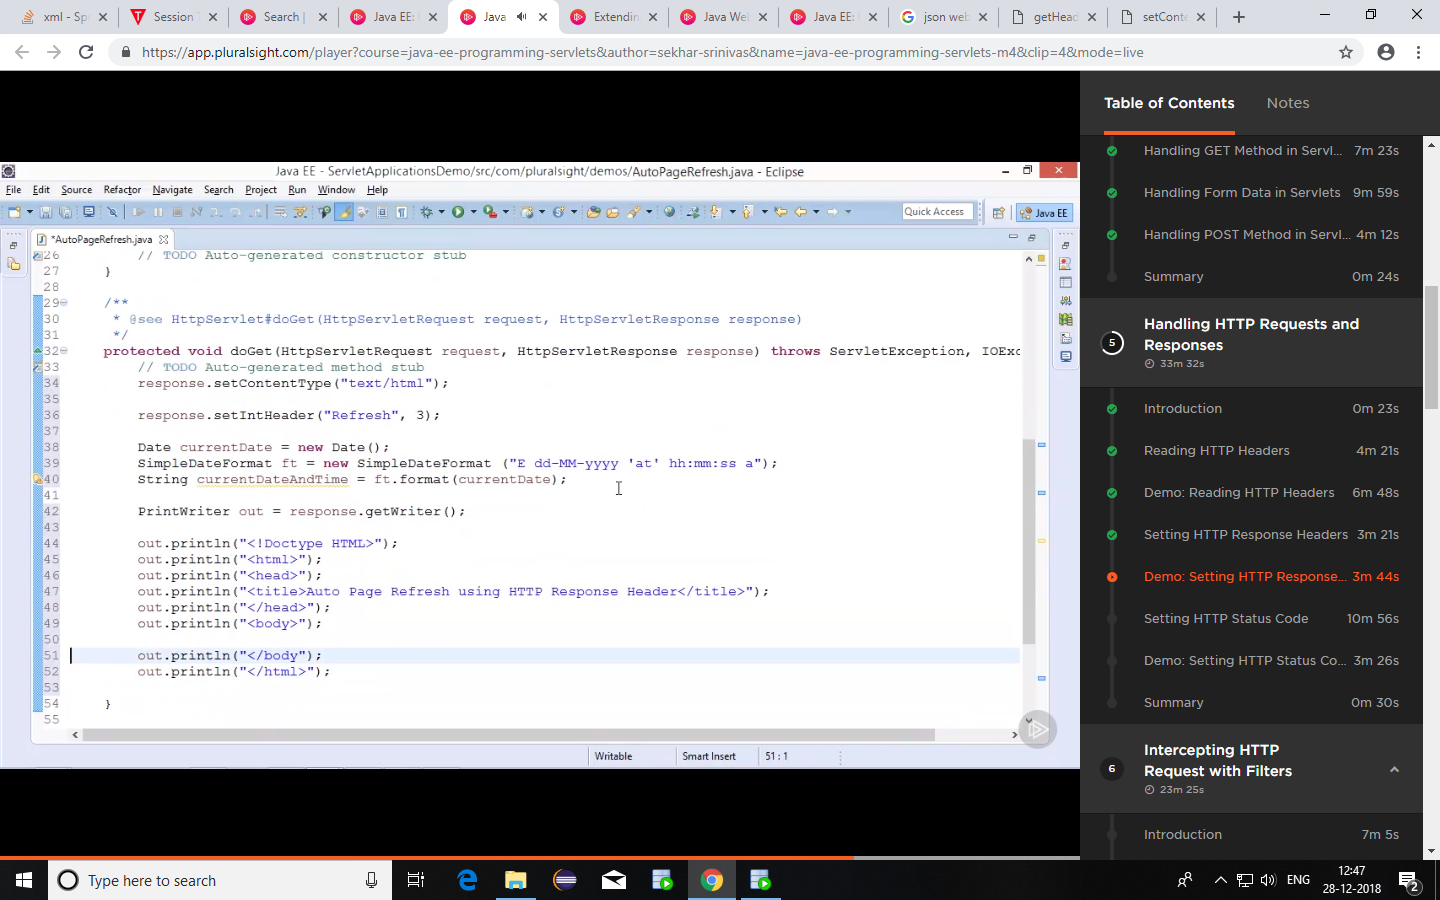 xml - Spr
Session T
Search |
Java EE:
Java
Extendin
Java Web
Java EE:
json web
getHead
setConte
https://app.pluralsight.com/player?course=java-ee-programming-servlets&author=sekhar-srinivas&name=java-ee-programming-servlets-m4&clip=4&mode=live
Table of Contents
Notes
Handling GET Method in Servl... 7m 23s
Handling Form Data in Servlets 9m 59s
Handling POST Method in Servl... 4m 12s
Summary 0m 24s
5 Handling HTTP Requests and
Responses
33m 32s
Introduction 0m 23s
Reading HTTP Headers 4m 21s
Demo: Reading HTTP Headers 6m 48s
Setting HTTP Response Headers 3m 21s
Demo: Setting HTTP Response... 3m 44s
Setting HTTP Status Code 10m 56s
Demo: Setting HTTP Status Co... 3m 26s
Summary 0m 30s
6 Intercepting HTTP
Request with Filters
23m 25s
Introduction 7m 5s
Java EE - ServletApplicationsDemo/src/com/pluralsight/demos/AutoPageRefresh.java - Eclipse
File Edit Source Refactor Navigate Search Project Run Window Help
Quick Access
Java EE
*AutoPageRefresh.java
26 // TODO Auto-generated constructor stub
27 }
28
29 /**
30 * @see HttpServlet#doGet(HttpServletRequest request, HttpServletResponse response)
31 */
32 protected void doGet(HttpServletRequest request, HttpServletResponse response) throws ServletException, IOExc
33 // TODO Auto-generated method stub
34 response.setContentType("text/html");
35
36 response.setIntHeader("Refresh", 3);
37
38 Date currentDate = new Date();
39 SimpleDateFormat ft = new SimpleDateFormat ("E dd-MM-yyyy 'at' hh:mm:ss a");
40 String currentDateAndTime = ft.format(currentDate);
41
42 PrintWriter out = response.getWriter();
43
44 out.println("<!Doctype HTML>");
45 out.println("<html>");
46 out.println("<head>");
47 out.println("<title>Auto Page Refresh using HTTP Response Header</title>");
48 out.println("</head>");
49 out.println("<body>");
50
51 out.println("</body");
52 out.println("</html>");
53
54 }
55
Writable
Smart Insert
51 : 1
Type here to search
ENG
12:47
28-12-2018
2